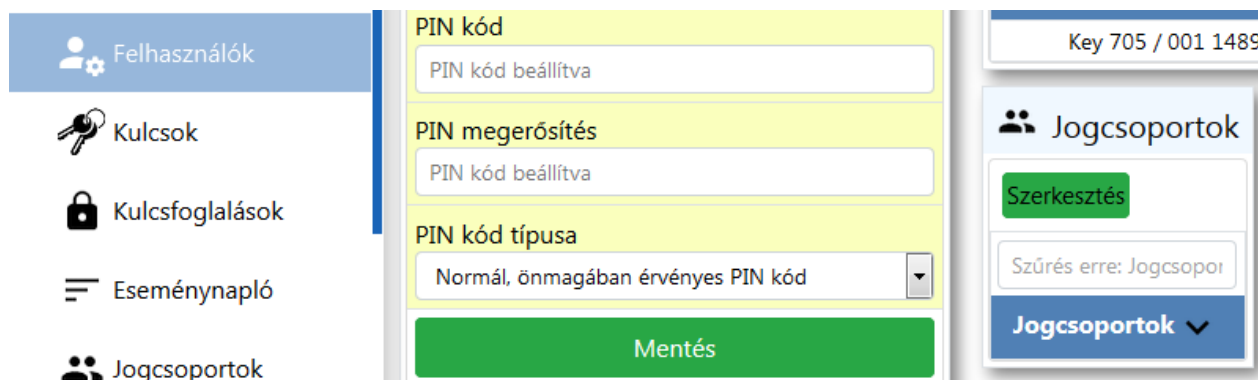 Felhasználók
Kulcsok
Kulcsfoglalások
Eseménynapló
Jogcsoportok
PIN kód
PIN kód beállítva
PIN megerősítés
PIN kód beállítva
PIN kód típusa
Normál, önmagában érvényes PIN kód
Mentés
Key 705 / 001 1489
Jogcsoportok
Szerkesztés
Szűrés erre: Jogcsopor
Jogcsoportok